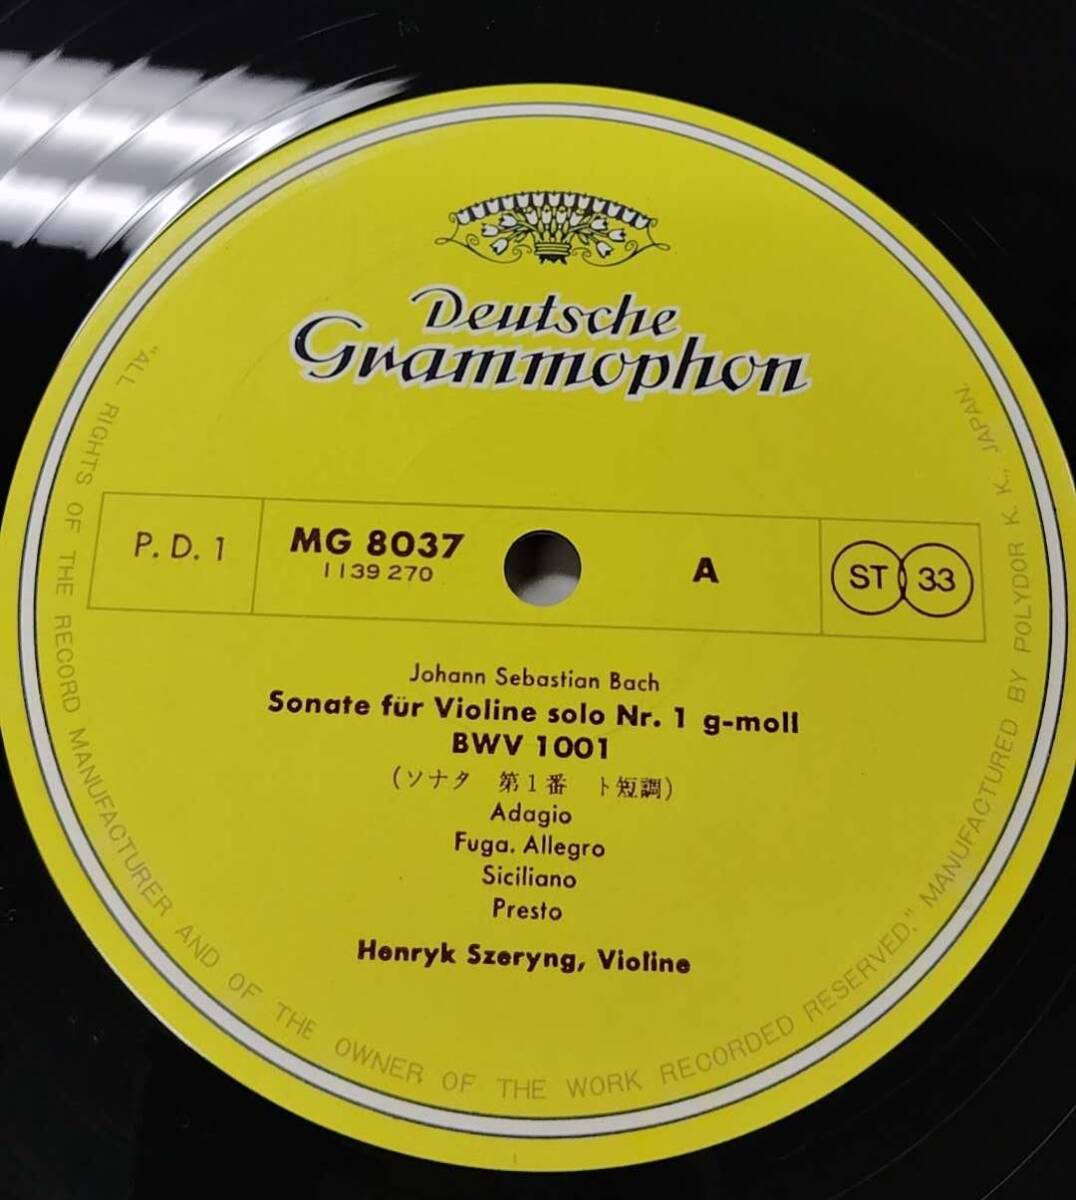 Deutsche
Grammophon
P. D. 1
MG 8037
1139 270
A
ST 33
Johann Sebastian Bach
Sonate für Violine solo Nr. 1 g-moll
BWV 1001
(ソナタ 第1番 ト短調)
Adagio
Fuga. Allegro
Siciliano
Presto
Henryk Szeryng, Violine
"ALL RIGHTS OF THE RECORD MANUFACTURER AND OF THE OWNER OF THE WORK RECORDED RESERVED." MANUFACTURED BY POLYDOR K. K., JAPAN.